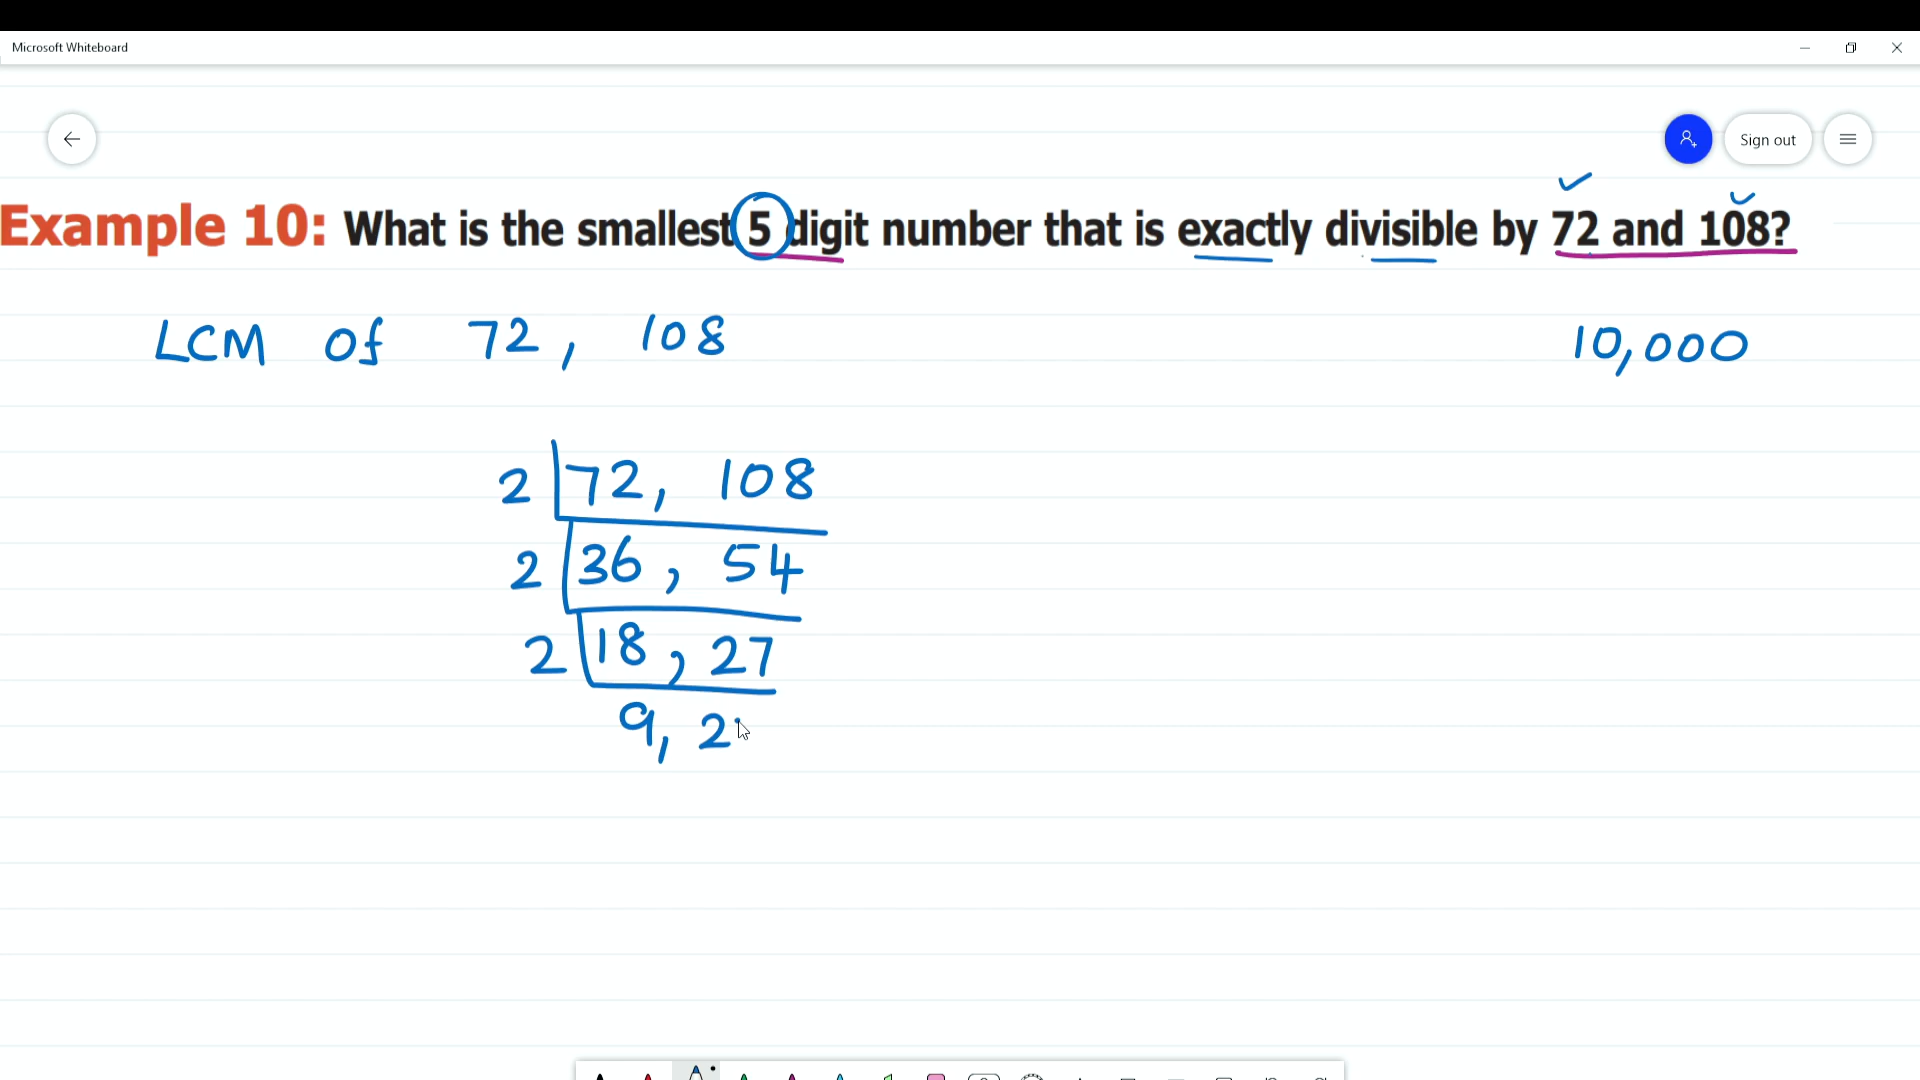 Microsoft Whiteboard
Sign out
Example 10: What is the smallest 5 digit number that is exactly divisible by 72 and 108?
LCM of 72, 108
10,000
2 72, 108
2 36, 54
2 18, 27
9, 2